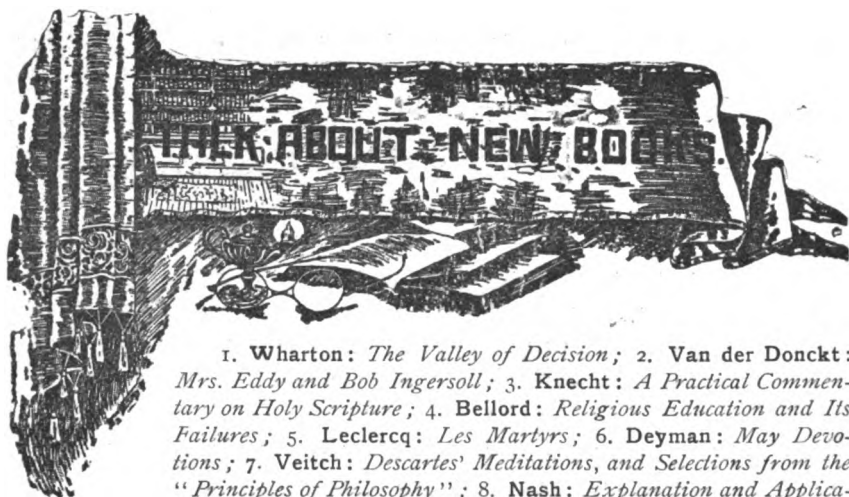 TALK ABOUT NEW BOOKS.
1. Wharton: The Valley of Decision; 2. Van der Donckt:
Mrs. Eddy and Bob Ingersoll; 3. Knecht: A Practical Commen-
tary on Holy Scripture; 4. Bellord: Religious Education and Its
Failures; 5. Leclercq: Les Martyrs; 6. Deyman: May Devo-
tions; 7. Veitch: Descartes' Meditations, and Selections from the
"Principles of Philosophy"; 8. Nash: Explanation and Applica-